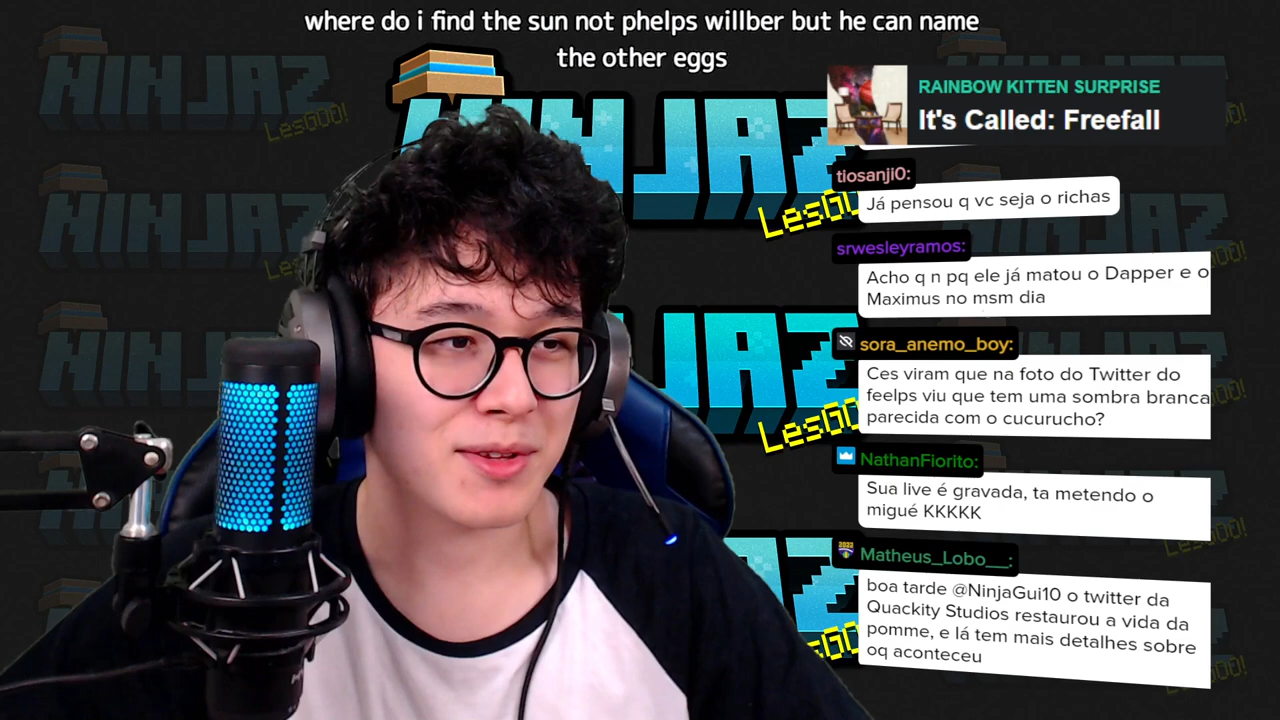 where do i find the sun not phelps willber but he can name
the other eggs
RAINBOW KITTEN SURPRISE
It's Called: Freefall
NINJAZ
LesGOO!
tiosanji0:
Já pensou q vc seja o richas
srwesleyramos:
Acho q n pq ele já matou o Dapper e o
Maximus no msm dia
sora_anemo_boy:
Ces viram que na foto do Twitter do
feelps viu que tem uma sombra branca
parecida com o cucurucho?
NathanFiorito:
Sua live é gravada, ta metendo o
migué KKKKK
Matheus_Lobo__:
boa tarde @NinjaGui10 o twitter da
Quackity Studios restaurou a vida da
pomme, e lá tem mais detalhes sobre
oq aconteceu